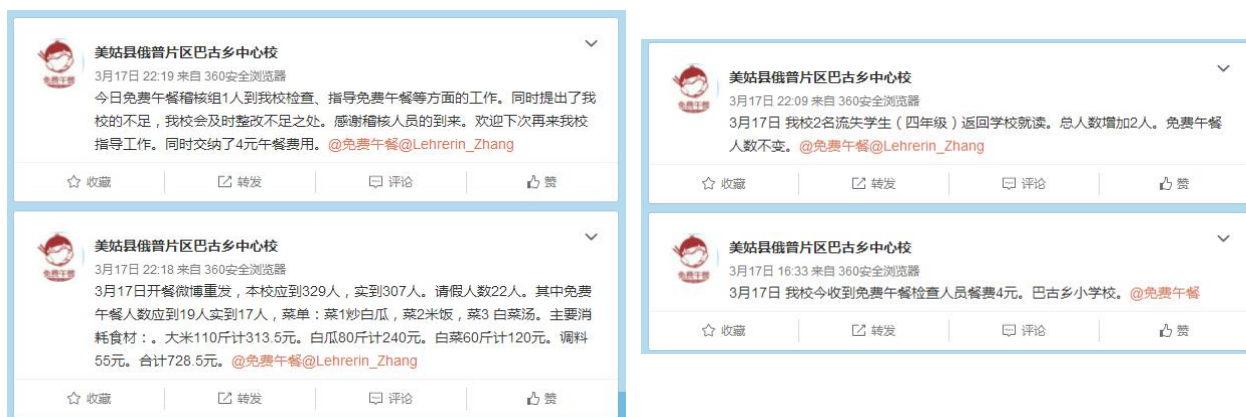 美姑县俄普片区巴古乡中心校
3月17日 22:19 来自 360安全浏览器
今日免费午餐稽核组1人到我校检查、指导免费午餐等方面的工作。同时提出了我
校的不足，我校会及时整改不足之处。感谢稽核人员的到来。欢迎下次再来我校
指导工作。同时交纳了4元午餐费用。@免费午餐@Lehrerin_Zhang
收藏 转发 评论 赞
免费午餐
美姑县俄普片区巴古乡中心校
3月17日 22:18 来自 360安全浏览器
3月17日开餐微博重发，本校应到329人，实到307人。请假人数22人。其中免费
午餐人数应到19人实到17人，菜单：菜1炒白瓜，菜2米饭，菜3 白菜汤。主要消
耗食材：。大米110斤计313.5元。白瓜80斤计240元。白菜60斤计120元。调料
55元。合计728.5元。@免费午餐@Lehrerin_Zhang
收藏 转发 评论 赞
免费午餐
美姑县俄普片区巴古乡中心校
3月17日 22:09 来自 360安全浏览器
3月17日 我校2名流失学生（四年级）返回学校就读。总人数增加2人。免费午餐
人数不变。@免费午餐@Lehrerin_Zhang
收藏 转发 评论 赞
免费午餐
美姑县俄普片区巴古乡中心校
3月17日 16:33 来自 360安全浏览器
3月17日 我校今收到免费午餐检查人员餐费4元。巴古乡小学校。@免费午餐
收藏 转发 评论 赞
免费午餐